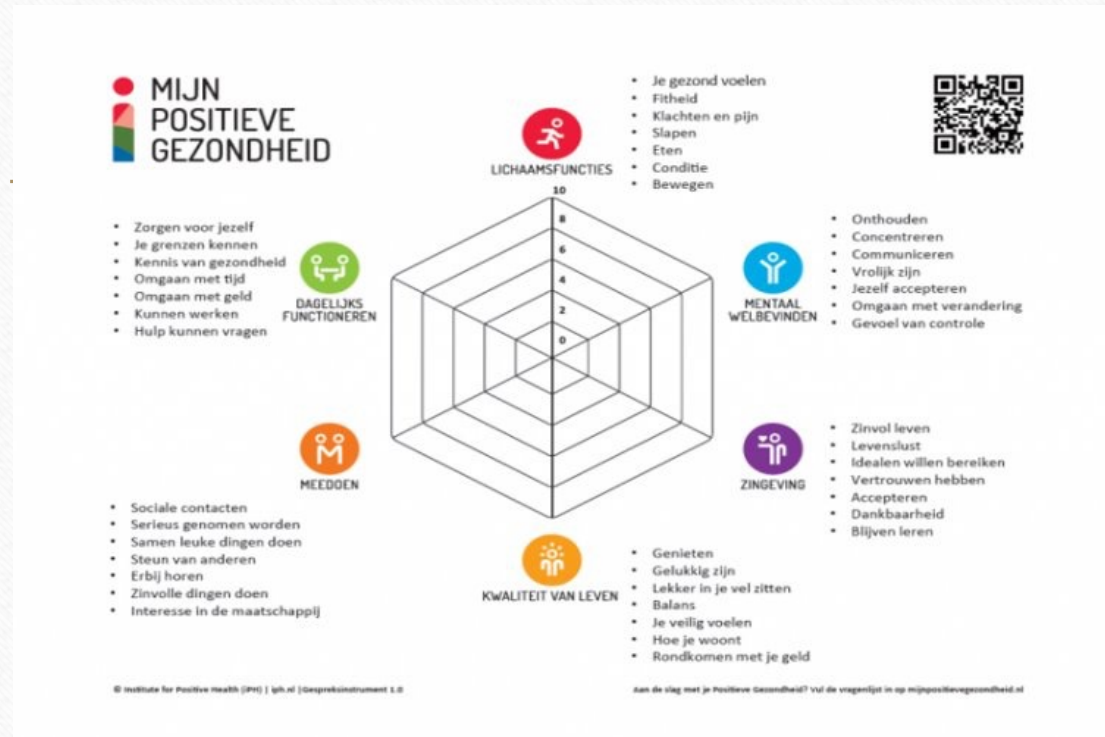 MIJN
POSITIEVE
GEZONDHEID
LICHAAMSFUNCTIES
• Je gezond voelen
• Fitheid
• Klachten en pijn
• Slapen
• Eten
• Conditie
• Bewegen
10
8
6
4
2
0
MENTAAL
WELBEVINDEN
• Onthouden
• Concentreren
• Communiceren
• Vrolijk zijn
• Jezelf accepteren
• Omgaan met verandering
• Gevoel van controle
ZINGEVING
• Zinvol leven
• Levenslust
• Idealen willen bereiken
• Vertrouwen hebben
• Accepteren
• Dankbaarheid
• Blijven leren
KWALITEIT VAN LEVEN
• Genieten
• Gelukkig zijn
• Lekker in je vel zitten
• Balans
• Je veilig voelen
• Hoe je woont
• Rondkomen met je geld
MEEDOEN
• Sociale contacten
• Serieus genomen worden
• Samen leuke dingen doen
• Steun van anderen
• Erbij horen
• Zinvolle dingen doen
• Interesse in de maatschappij
DAGELIJKS
FUNCTIONEREN
• Zorgen voor jezelf
• Je grenzen kennen
• Kennis van gezondheid
• Omgaan met tijd
• Omgaan met geld
• Kunnen werken
• Hulp kunnen vragen
© Institute for Positive Health (iPH) | iph.nl | Gespreksinstrument 1.0
Aan de slag met je Positieve Gezondheid? Vul de vragenlijst in op mijnpositievegezondheid.nl